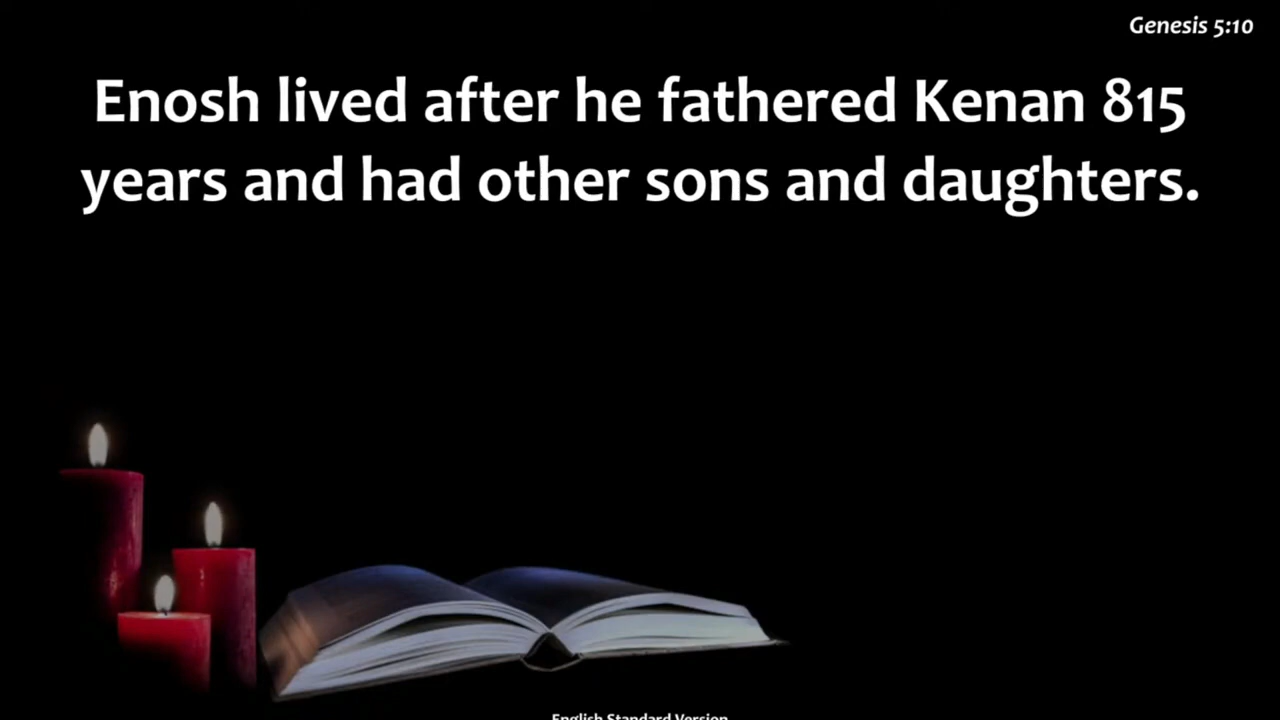 Genesis 5:10
Enosh lived after he fathered Kenan 815
years and had other sons and daughters.
English Standard Version